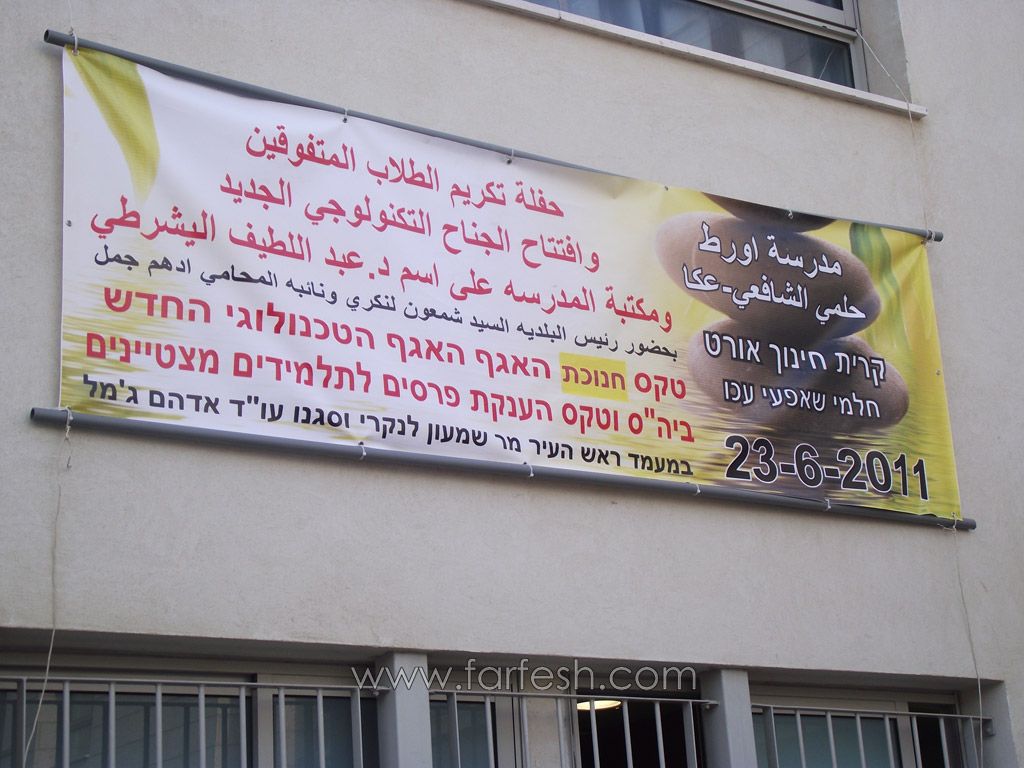 مدرسة اورط
حلمي الشافعي-عكا
קרית חינוך אורט
חלמי שאפעי עכו
23-6-2011
حفلة تكريم الطلاب المتفوقين
وافتتاح الجناح التكنولوجي الجديد
ومكتبة المدرسه على اسم د.عبد اللطيف اليشرطي
بحضور رئيس البلديه السيد شمعون لنكري ونائبه المحامي ادهم جمل
טקס חנוכת האגף האגף הטכנולוגי החדש
ביה"ס וטקס הענקת פרסים לתלמידים מצטיינים
במעמד ראש העיר מר שמעון לנקרי וסגנו עו"ד אדהם ג'מל
www.farfesh.com